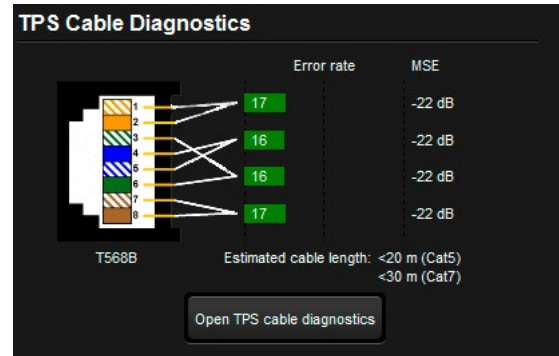 TPS Cable Diagnostics
Error rate MSE
1 17 -22 dB
2
3 16 -22 dB
4
5 16 -22 dB
6
7 17 -22 dB
8
T568B Estimated cable length: <20 m (Cat5)
<30 m (Cat7)
Open TPS cable diagnostics